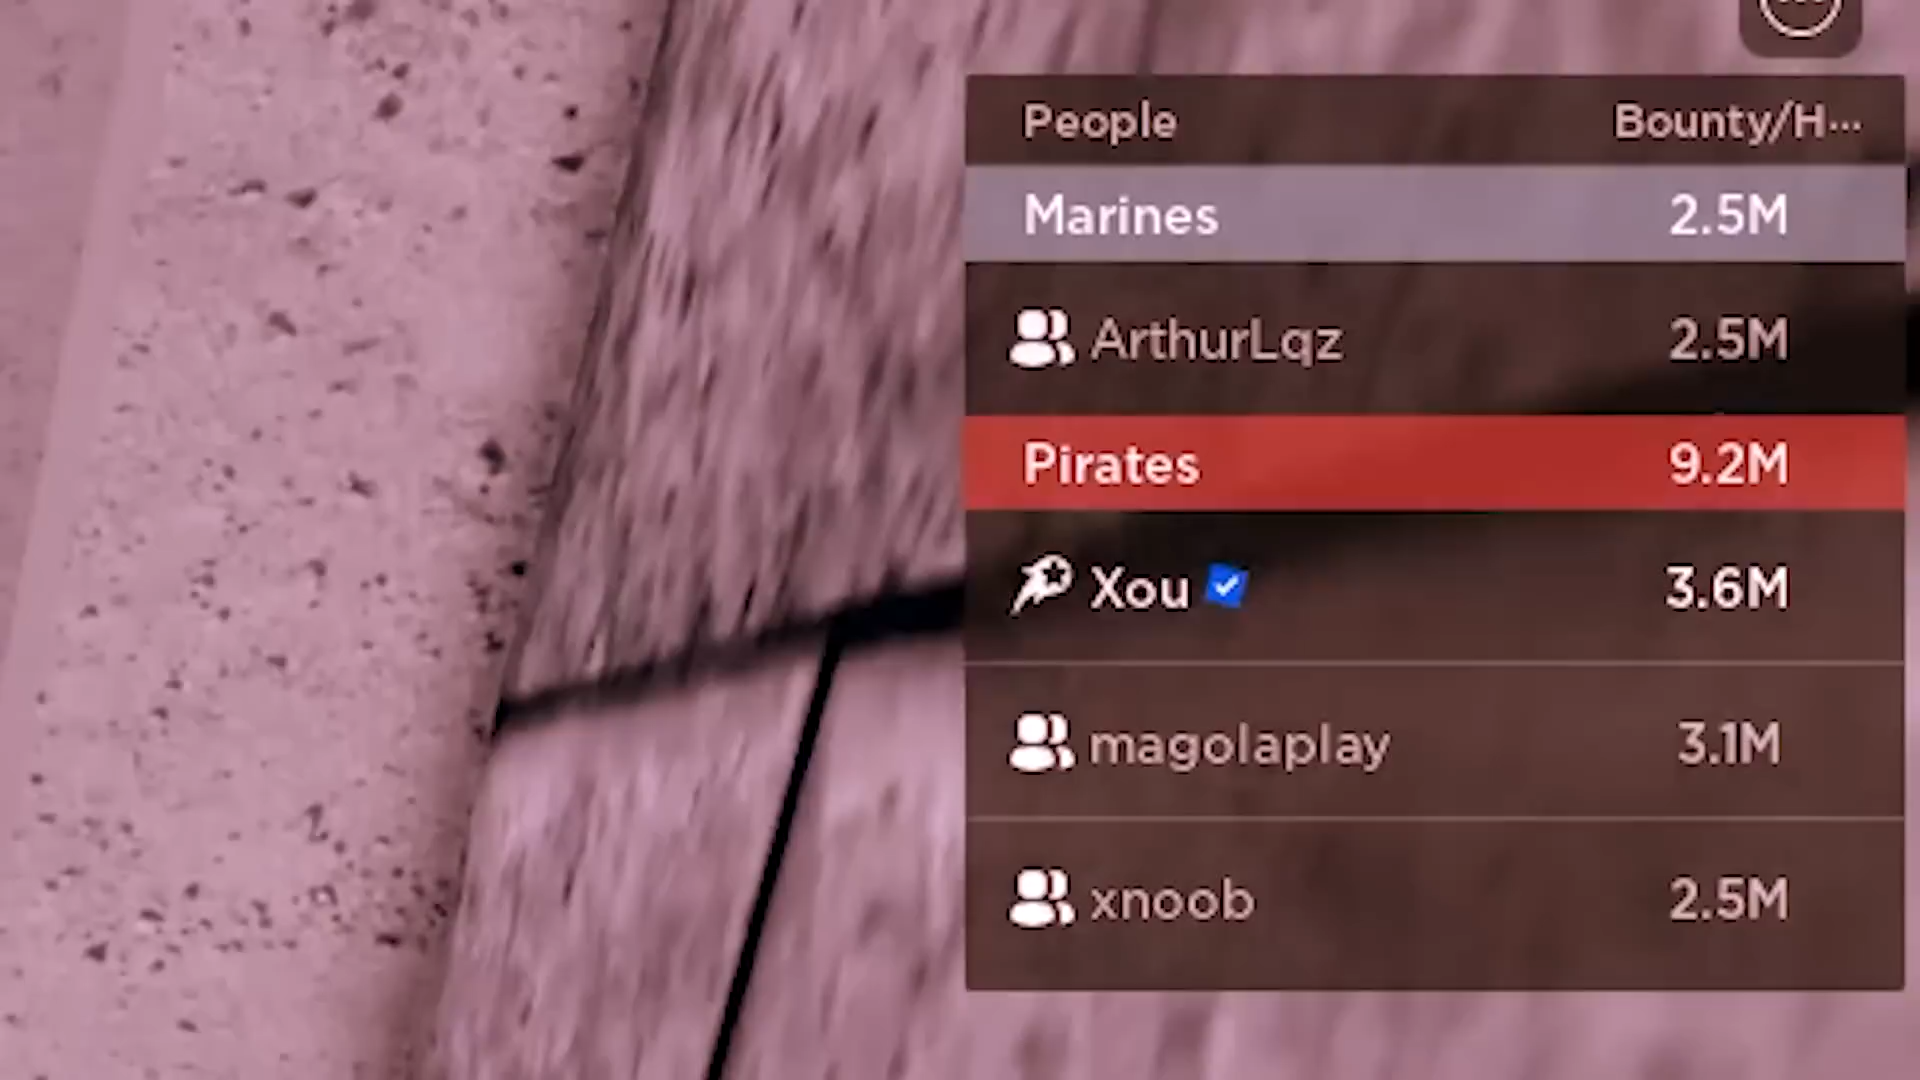 People Bounty/H...
Marines 2.5M
ArthurLqz 2.5M
Pirates 9.2M
Xou 3.6M
magolaplay 3.1M
xnoob 2.5M